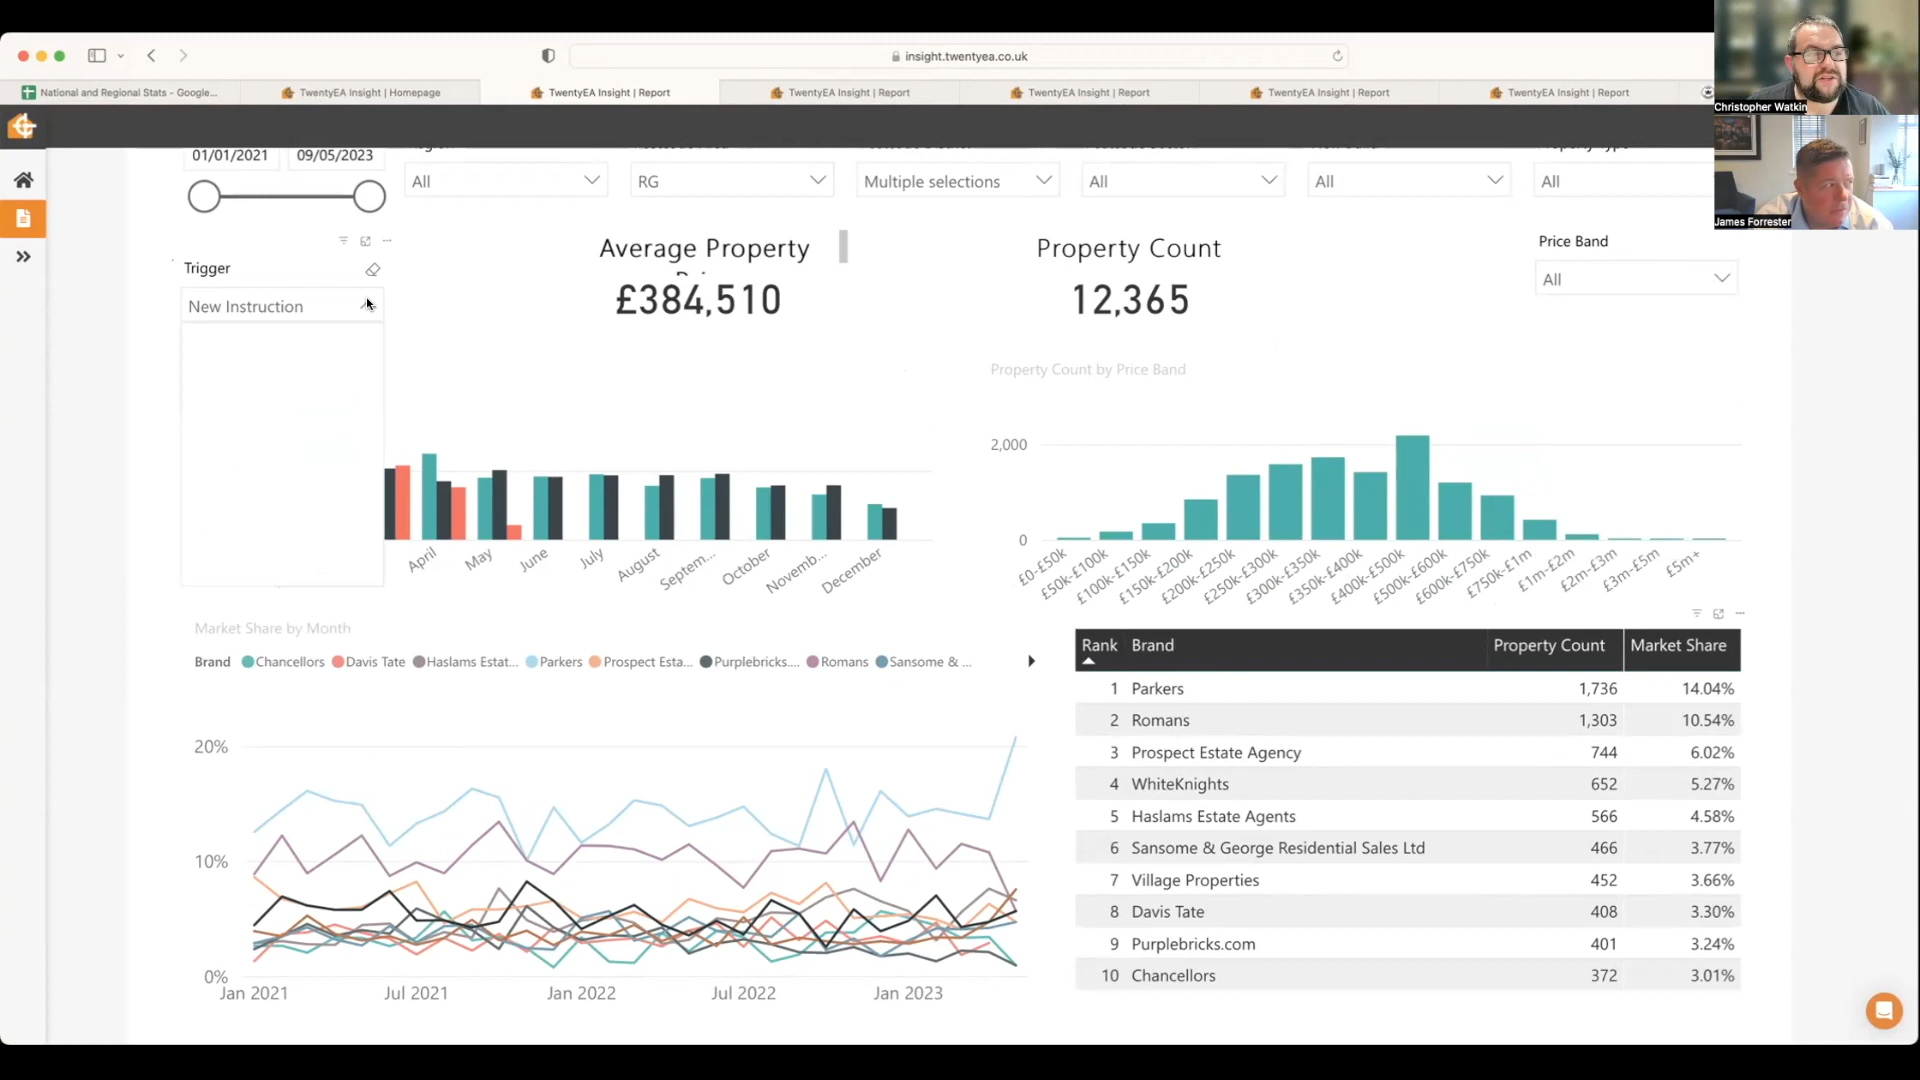 insight.twentyea.co.uk
National and Regional Stats - Google...
TwentyEA Insight | Homepage
TwentyEA Insight | Report
TwentyEA Insight | Report
TwentyEA Insight | Report
TwentyEA Insight | Report
TwentyEA Insight | Report
Christopher Watkin
James Forrester
01/01/2021
09/05/2023
All
RG
Multiple selections
All
All
All
Trigger
New Instruction
Average Property
£384,510
Property Count
12,365
Price Band
All
Property Count by Price Band
2,000
0
£0-£50k
£50k-£100k
£100k-£150k
£150k-£200k
£200k-£250k
£250k-£300k
£300k-£350k
£350k-£400k
£400k-£500k
£500k-£600k
£600k-£750k
£750k-£1m
£1m-£2m
£2m-£3m
£3m-£5m
£5m+
April
May
June
July
August
Septem...
October
Novemb...
December
Market Share by Month
Brand Chancellors Davis Tate Haslams Estat... Parkers Prospect Esta... Purplebricks.... Romans Sansome & ...
20%
10%
0%
Jan 2021
Jul 2021
Jan 2022
Jul 2022
Jan 2023
Rank Brand Property Count Market Share
1 Parkers 1,736 14.04%
2 Romans 1,303 10.54%
3 Prospect Estate Agency 744 6.02%
4 WhiteKnights 652 5.27%
5 Haslams Estate Agents 566 4.58%
6 Sansome & George Residential Sales Ltd 466 3.77%
7 Village Properties 452 3.66%
8 Davis Tate 408 3.30%
9 Purplebricks.com 401 3.24%
10 Chancellors 372 3.01%